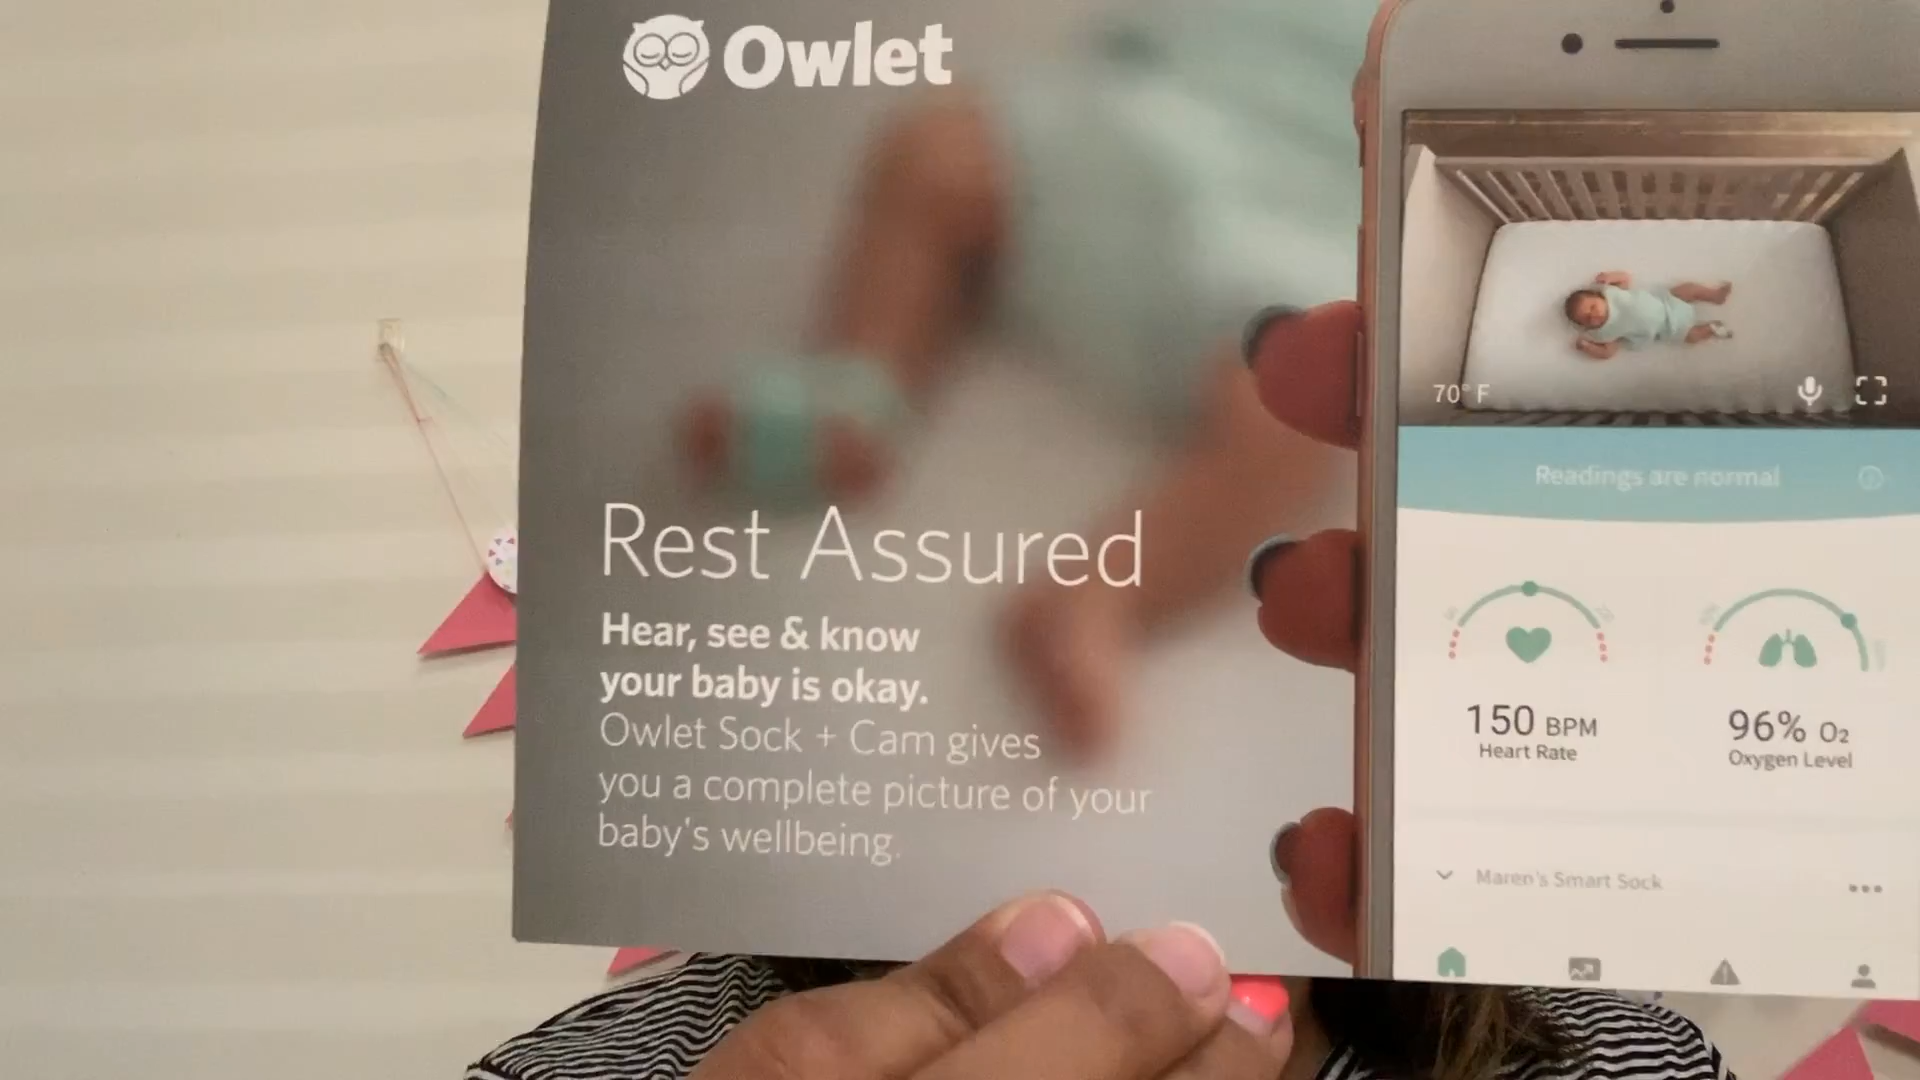 Owlet
Rest Assured
Hear, see & know
your baby is okay.
Owlet Sock + Cam gives
you a complete picture of your
baby's wellbeing.
70° F
Readings are normal
150 BPM
Heart Rate
96% O₂
Oxygen Level
Maren's Smart Sock